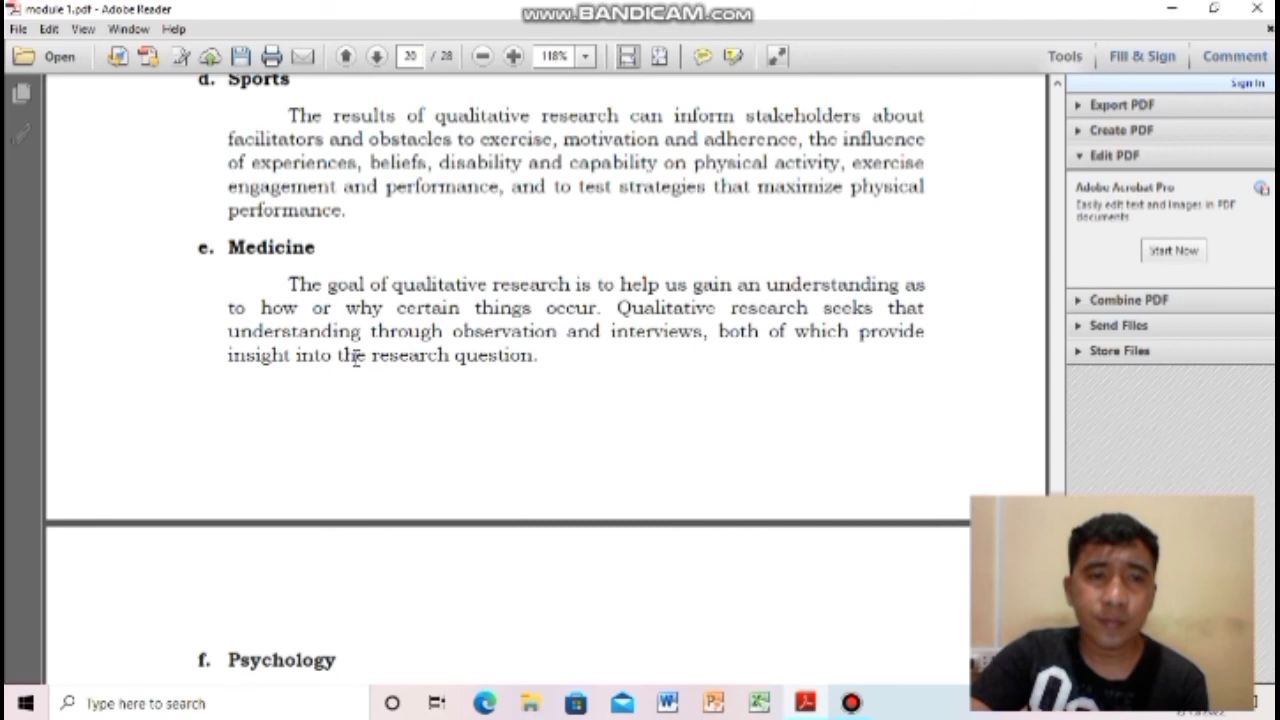 module 1.pdf - Adobe Reader
www.BANDICAM.com
File Edit View Window Help
Open
20 / 28
118%
Tools Fill & Sign Comment
Sign In
d. Sports
The results of qualitative research can inform stakeholders about
facilitators and obstacles to exercise, motivation and adherence, the influence
of experiences, beliefs, disability and capability on physical activity, exercise
engagement and performance, and to test strategies that maximize physical
performance.
e. Medicine
The goal of qualitative research is to help us gain an understanding as
to how or why certain things occur. Qualitative research seeks that
understanding through observation and interviews, both of which provide
insight into the research question.
f. Psychology
Export PDF
Create PDF
Edit PDF
Adobe Acrobat Pro
Easily edit text and images in PDF
documents
Start Now
Combine PDF
Send Files
Store Files
Type here to search